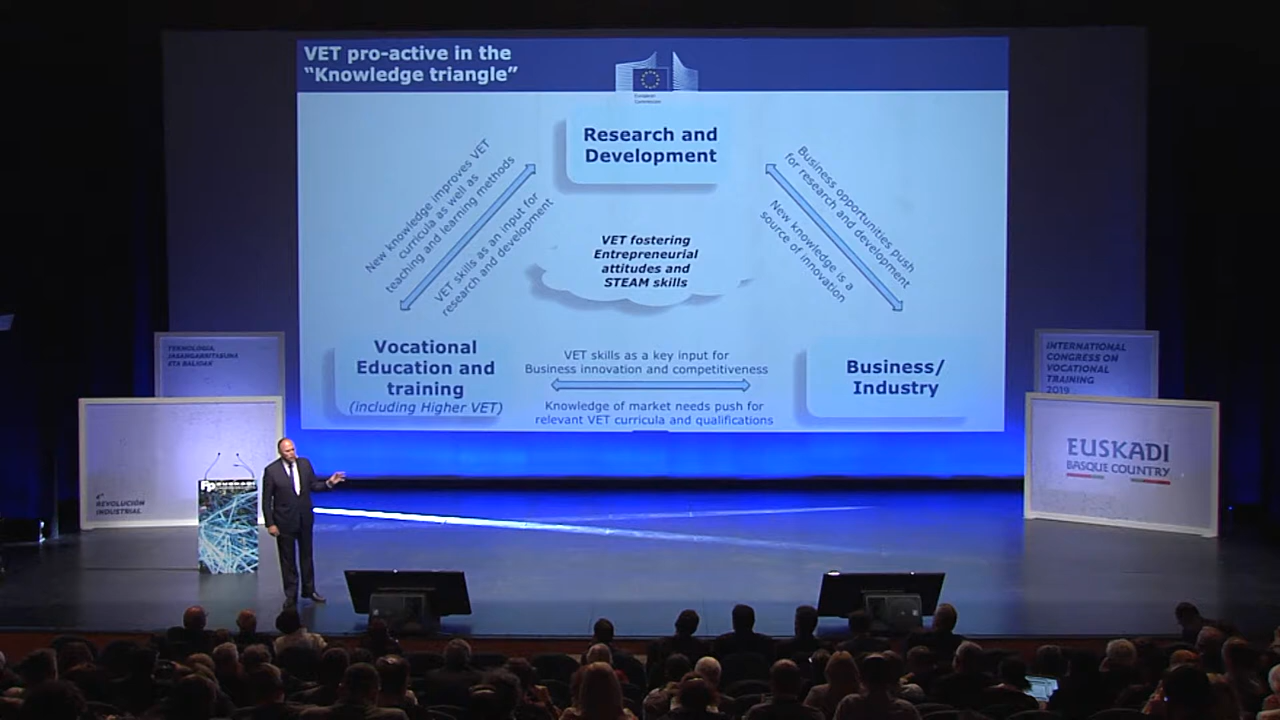 VET pro-active in the
“Knowledge triangle”
European
Commission
Research and
Development
New knowledge improves VET
curricula as well as
teaching and learning methods
VET skills as an input for
research and development
Business opportunities push
for research and development
New knowledge is a
source of innovation
VET fostering
Entrepreneurial
attitudes and
STEAM skills
Vocational
Education and
training
(including Higher VET)
VET skills as a key input for
Business innovation and competitiveness
Knowledge of market needs push for
relevant VET curricula and qualifications
Business/
Industry
TEKNOLOGIA,
JASANGARRITASUNA
ETA BALIOAK
INTERNATIONAL
CONGRESS ON
VOCATIONAL
TRAINING
2019
4ª
REVOLUCIÓN
INDUSTRIAL
Fp euskadi
EUSKADI
BASQUE COUNTRY